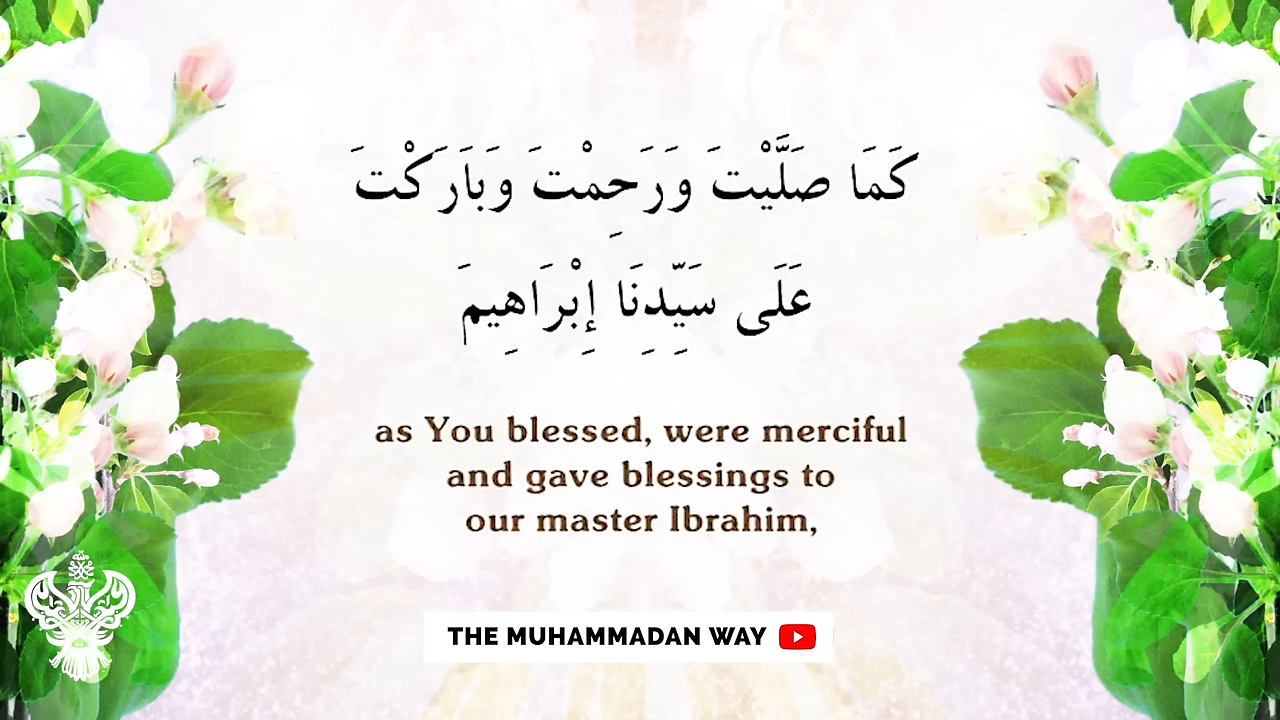 كَمَا صَلَّيْتَ وَرَحِمْتَ وَبَارَكْتَ
عَلَى سَيِّدِنَا إِبْرَاهِيمَ
as You blessed, were merciful
and gave blessings to
our master Ibrahim,
THE MUHAMMADAN WAY